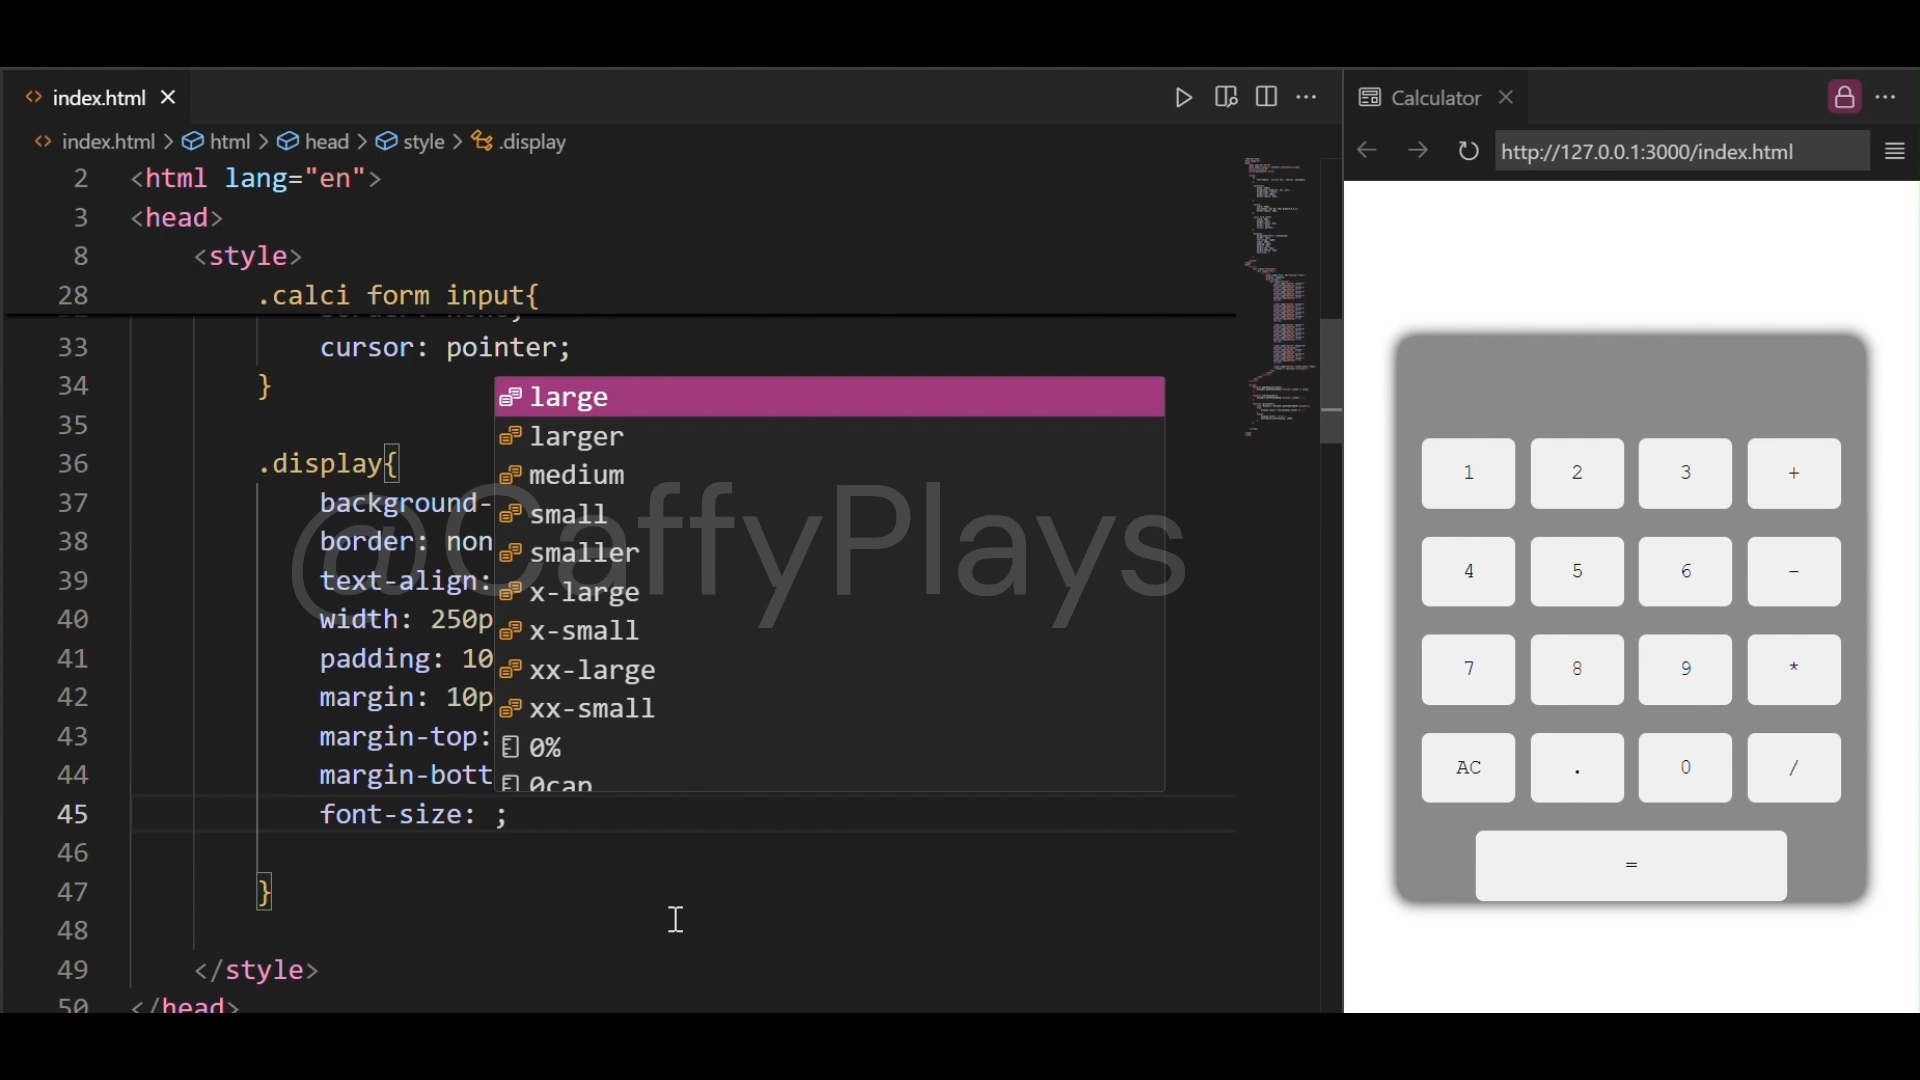 index.html
Calculator
index.html > html > head > style > .display
http://127.0.0.1:3000/index.html
2 <html lang="en">
3 <head>
8 <style>
28 .calci form input{
33 cursor: pointer;
34 }
35
36 .display{
37 background-
38 border: non
39 text-align:
40 width: 250p
41 padding: 10
42 margin: 10p
43 margin-top:
44 margin-bott
45 font-size: ;
46
47 }
48
49 </style>
50 </head>
large
larger
medium
small
smaller
x-large
x-small
xx-large
xx-small
0%
0cap
@CaffyPlays
1 2 3 +
4 5 6 -
7 8 9 *
AC . 0 /
=